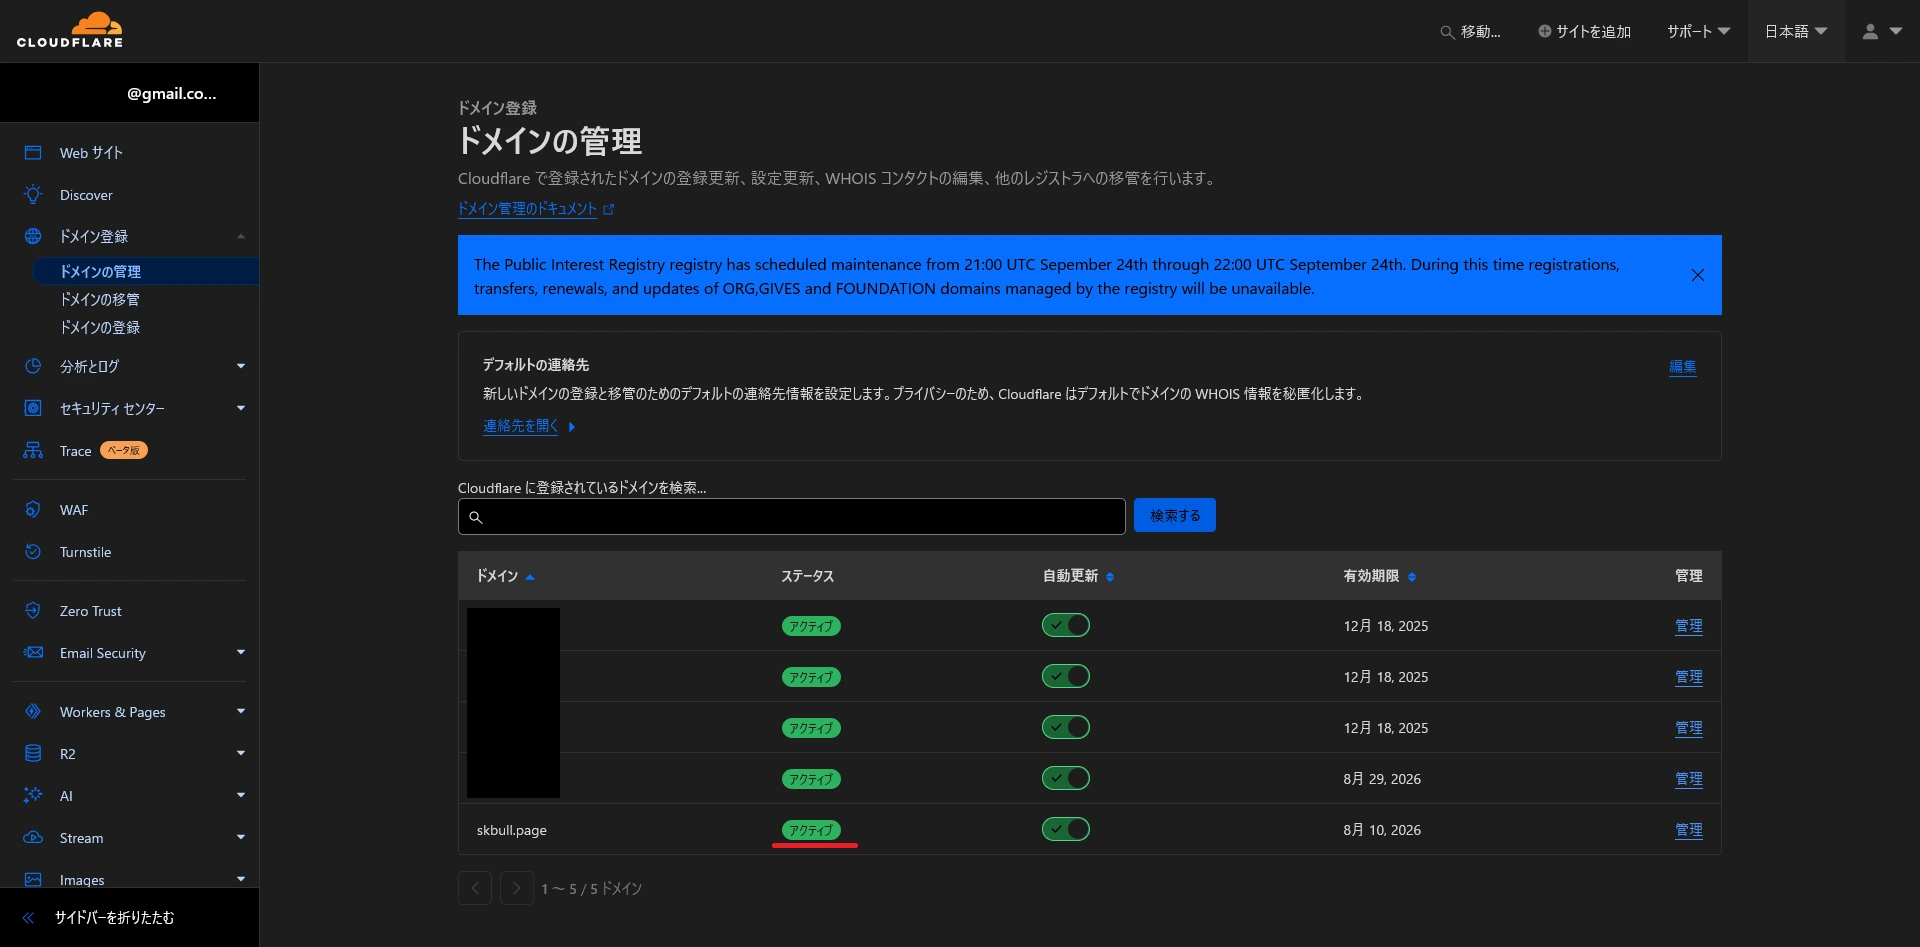 CLOUDFLARE
移動...
サイトを追加
サポート
日本語
@gmail.co...
Web サイト
Discover
ドメイン登録
ドメインの管理
ドメインの移管
ドメインの登録
分析とログ
セキュリティ センター
Trace ベータ版
WAF
Turnstile
Zero Trust
Email Security
Workers & Pages
R2
AI
Stream
Images
サイドバーを折りたたむ
ドメイン登録
ドメインの管理
Cloudflare で登録されたドメインの登録更新、設定更新、WHOIS コンタクトの編集、他のレジストラへの移管を行います。
ドメイン管理のドキュメント
The Public Interest Registry registry has scheduled maintenance from 21:00 UTC Sepember 24th through 22:00 UTC September 24th. During this time registrations,
transfers, renewals, and updates of ORG,GIVES and FOUNDATION domains managed by the registry will be unavailable.
デフォルトの連絡先
編集
新しいドメインの登録と移管のためのデフォルトの連絡先情報を設定します。プライバシーのため、Cloudflare はデフォルトでドメインの WHOIS 情報を秘匿化します。
連絡先を開く
Cloudflare に登録されているドメインを検索...
検索する
ドメイン ステータス 自動更新 有効期限 管理
アクティブ 12月 18, 2025 管理
アクティブ 12月 18, 2025 管理
アクティブ 12月 18, 2025 管理
アクティブ 8月 29, 2026 管理
skbull.page アクティブ 8月 10, 2026 管理
1 ～ 5 / 5 ドメイン